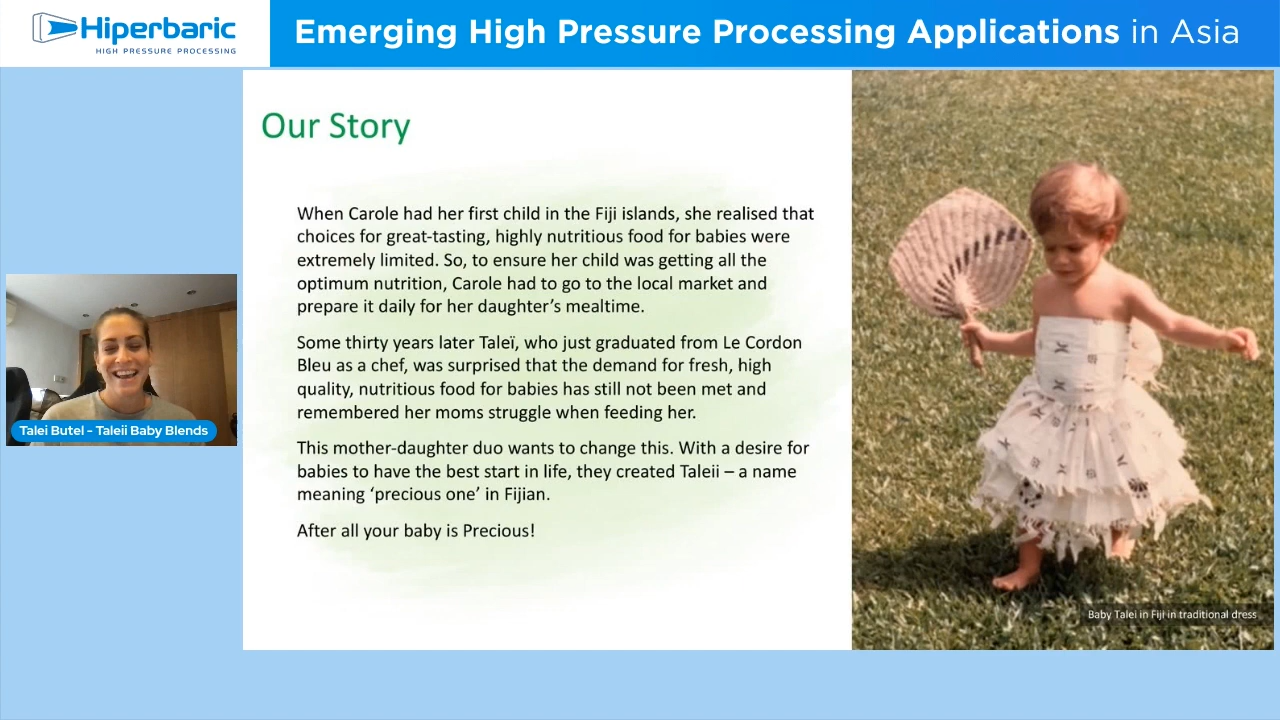 Hiperbaric
HIGH PRESSURE PROCESSING
Emerging High Pressure Processing Applications in Asia
Our Story
When Carole had her first child in the Fiji islands, she realised that
choices for great-tasting, highly nutritious food for babies were
extremely limited. So, to ensure her child was getting all the
optimum nutrition, Carole had to go to the local market and
prepare it daily for her daughter’s mealtime.
Some thirty years later Taleï, who just graduated from Le Cordon
Bleu as a chef, was surprised that the demand for fresh, high
quality, nutritious food for babies has still not been met and
remembered her moms struggle when feeding her.
This mother-daughter duo wants to change this. With a desire for
babies to have the best start in life, they created Taleii – a name
meaning ‘precious one’ in Fijian.
After all your baby is Precious!
Talei Butel - Taleii Baby Blends
Baby Talei in Fiji in traditional dress